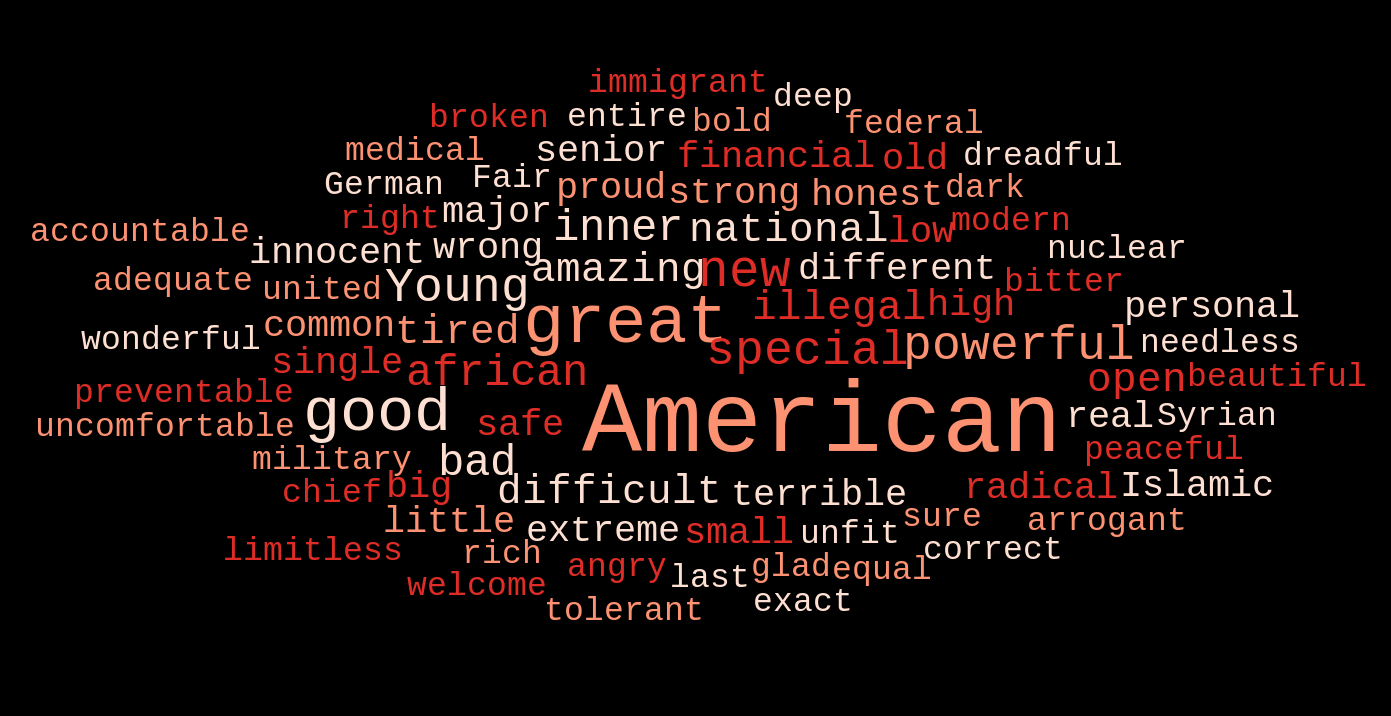 immigrant
deep
broken entire bold federal
medical senior financial old dreadful
German Fair proud strong honest dark
right major inner national low modern
accountable innocent wrong nuclear
adequate united Young amazing new different bitter
wonderful common tired great illegal high personal
single african special powerful needless
preventable good safe American open beautiful
uncomfortable real Syrian
military bad peaceful
chief big difficult terrible radical Islamic
little extreme small unfit sure arrogant
limitless rich angry last glad equal correct
welcome exact
tolerant